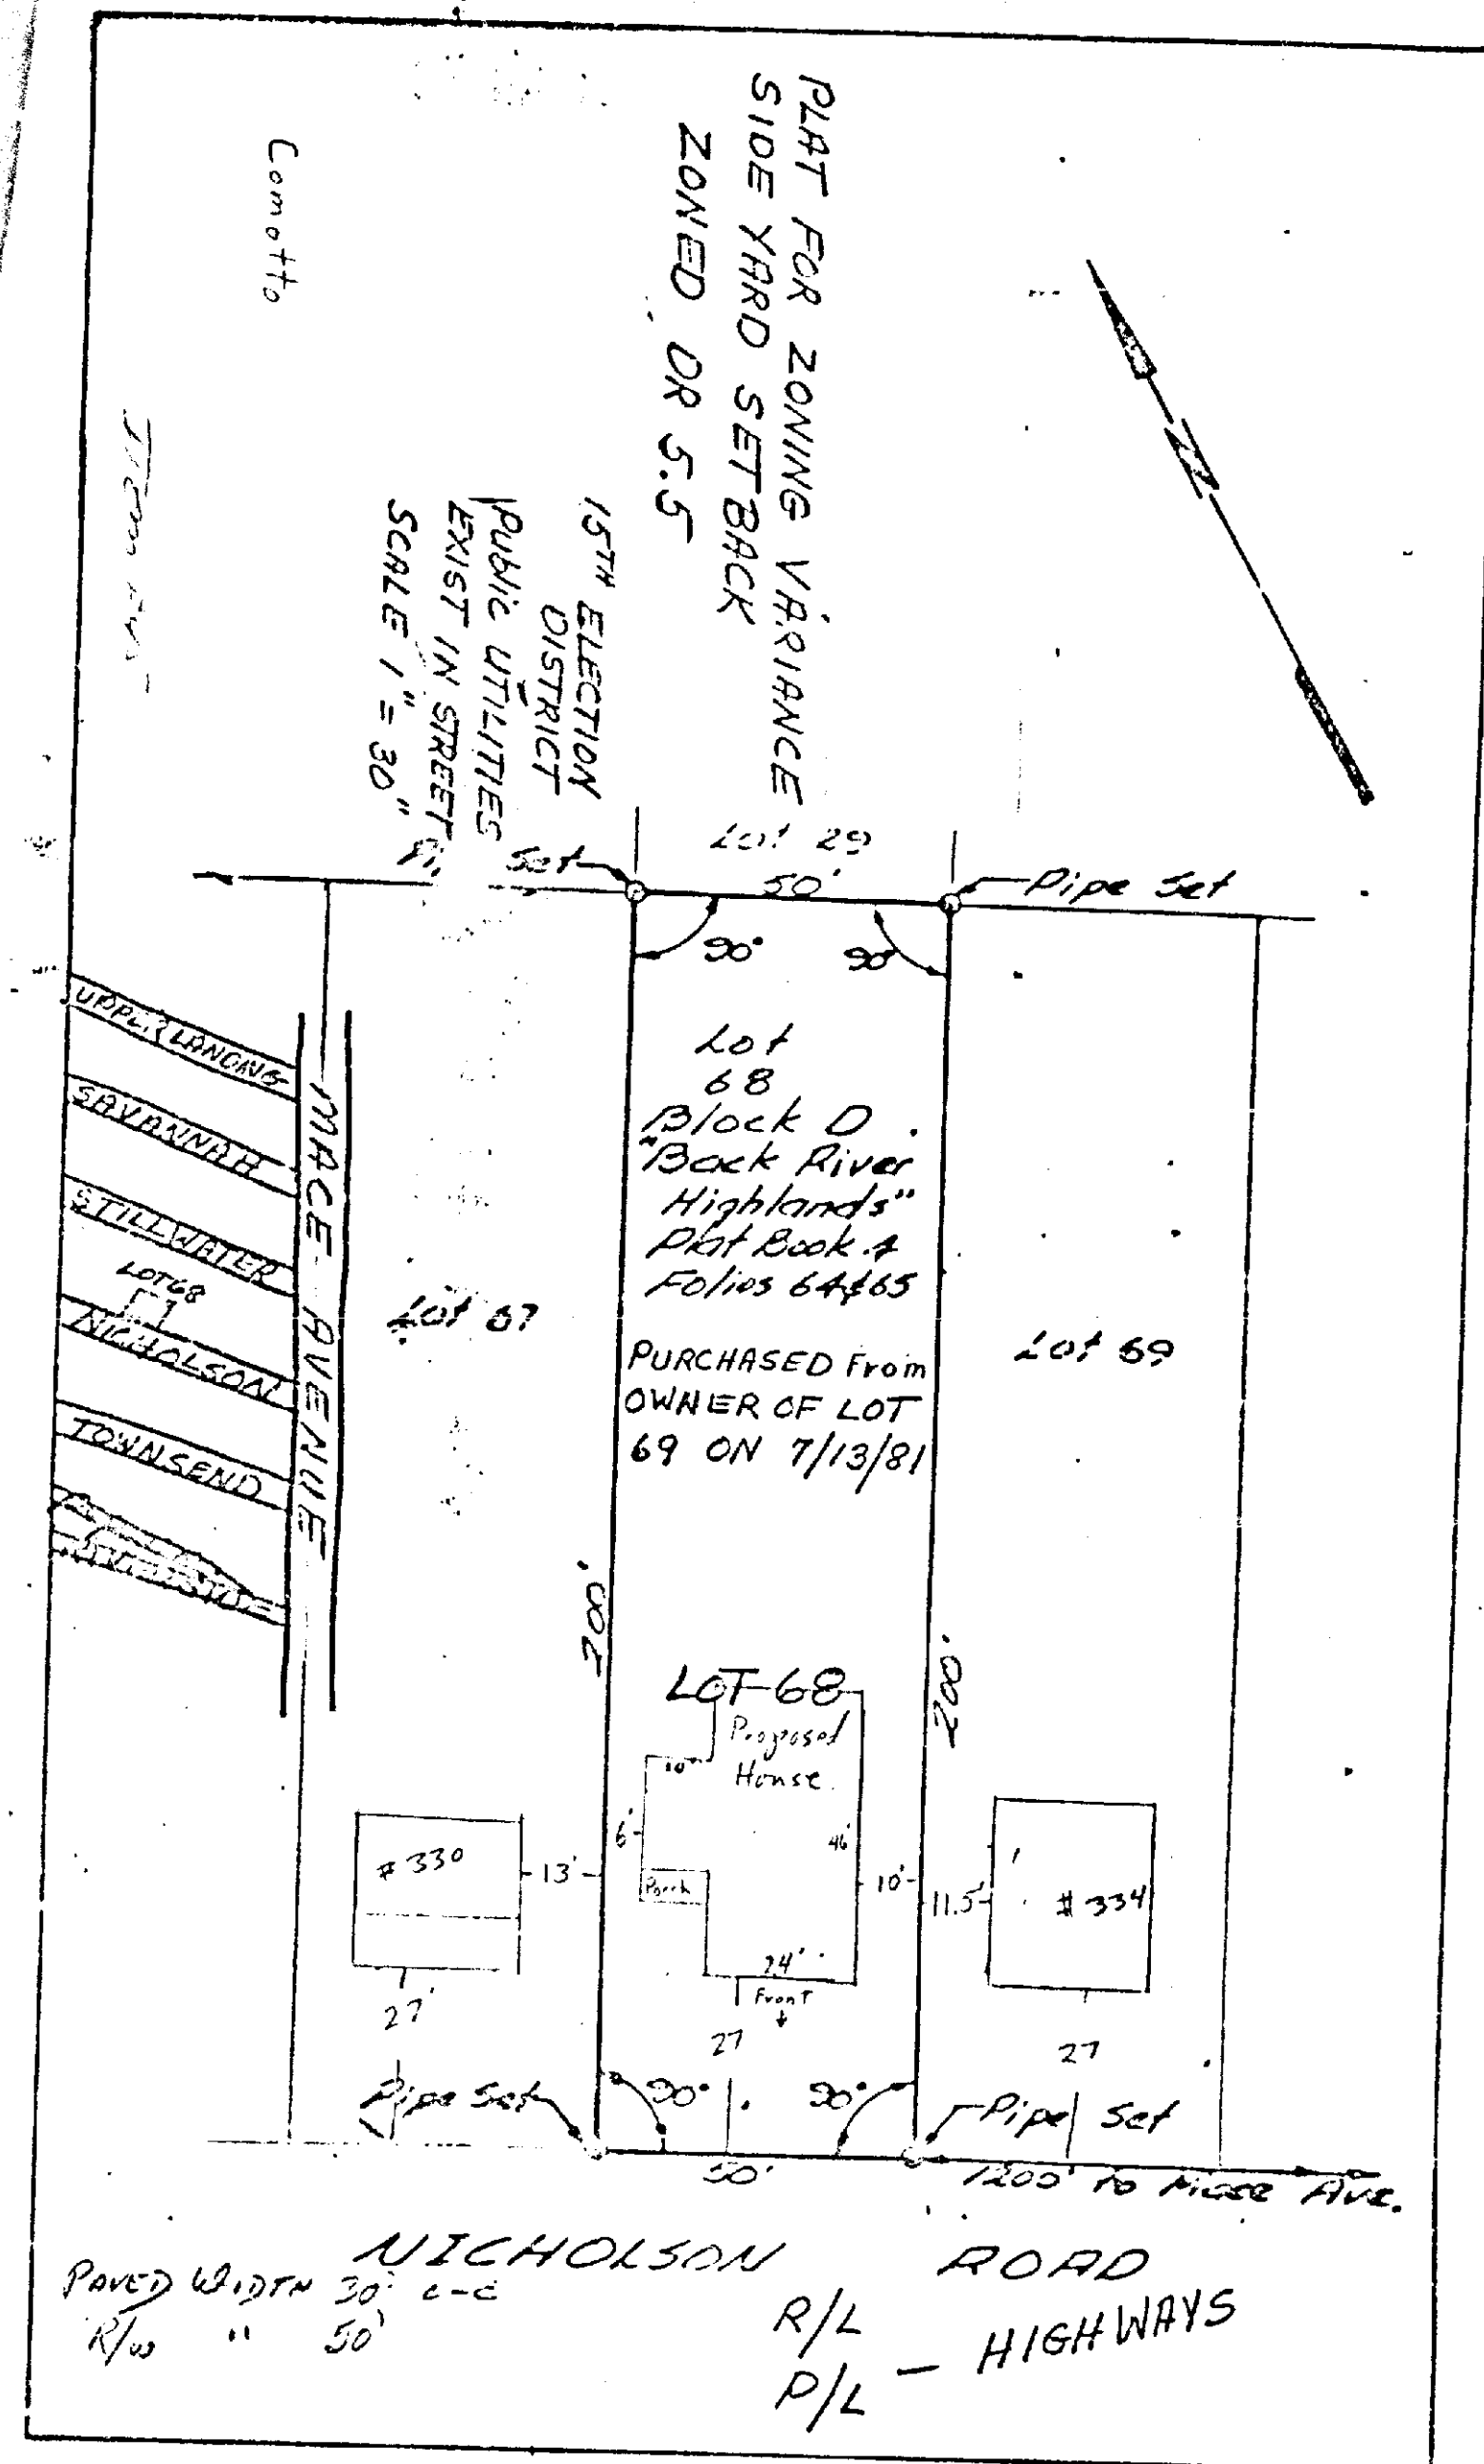 PLAT FOR ZONING VARIANCE
SIDE YARD SET BACK
ZONED DR 5.5
15TH ELECTION
DISTRICT
PUBLIC UTILITIES
EXIST IN STREET
SCALE 1" = 30"
Comotto
N
Lot 29
Set
50'
Pipe Set
90°
90°
UPPER LANDING
SAVANNAH
STILLWATER
LOT 68
NICHOLSON
TOWNSEND
MACE AVENUE
Lot
68
Block D
"Back River
Highlands"
Plat Book 4
Folios 64&65
Lot 67
PURCHASED From
OWNER OF LOT
69 ON 7/13/81
Lot 69
200'
200'
LOT 68
Proposed
House
10'
6'
46'
Porch
24'
Front
27
#330
13'
27'
10'
11.5'
#334
27
Pipe Set
90°
90°
Pipe Set
50'
1200' to Mace Ave.
NICHOLSON ROAD
PAVED WIDTH 30' c-c
R/W " 50'
R/L
P/L - HIGHWAYS